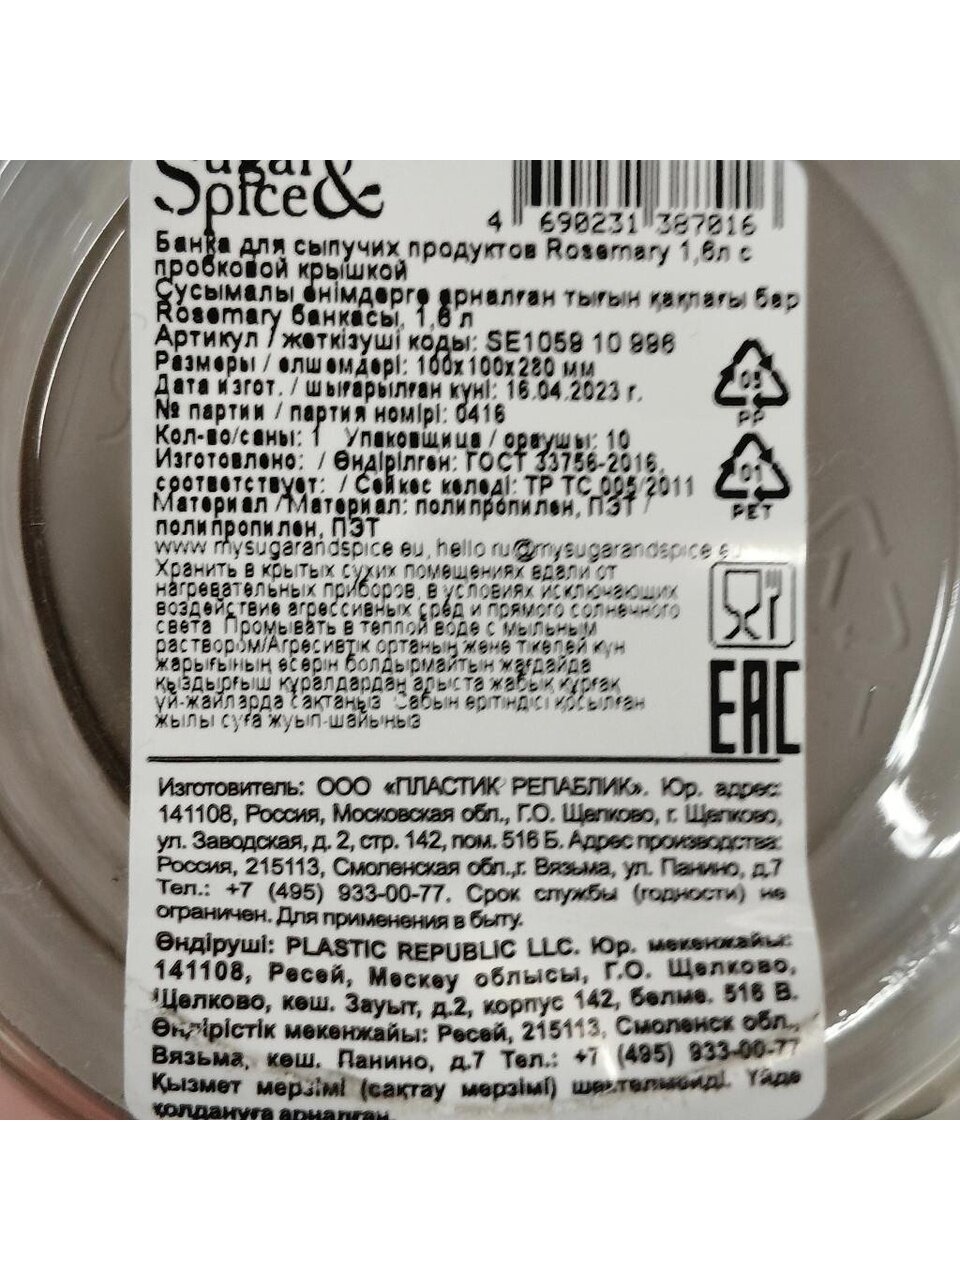 Sugar
Spice&
4 690231 387016
Банка для сыпучих продуктов Rosemary 1,6л с
пробковой крышкой
Сусымалы өнімдерге арналған тығын қақпағы бар
Rosemary банкасы, 1,6 л
Артикул / жеткізуші коды: SE1059 10 996
Размеры / өлшемдері: 100х100х280 мм
Дата изгот. / шығарылған күні: 16.04.2023 г.
№ партии / партия номірі: 0416
Кол-во/саны: 1 Упаковщица / ораушы: 10
Изготовлено: / Өндірілген: ГОСТ 33756-2016,
соответствует: / Сәйкес келеді: ТР ТС 005/2011
Материал /Материал: полипропилен, ПЭТ /
полипропилен, ПЭТ
www mysugarandspice eu, hello ru@mysugarandspice eu
Хранить в крытых сухих помещениях вдали от
нагревательных приборов, в условиях исключающих
воздействие агрессивных сред и прямого солнечного
света Промывать в теплой воде с мыльным
раствором/Агресивтік ортаның және тікелей күн
жарығының әсерін болдырмайтын жағдайда
қыздырғыш құралдардан алыста жабық құрғақ
үй-жайларда сақтаңыз Сабын ерітіндісі қосылған
жылы суға жуып-шайыңыз
05
PP
01
PET
EAC
Изготовитель: ООО «ПЛАСТИК РЕПАБЛИК». Юр. адрес:
141108, Россия, Московская обл., Г.О. Щелково, г. Щелково,
ул. Заводская, д. 2, стр. 142, пом. 516 Б. Адрес производства:
Россия, 215113, Смоленская обл.,г. Вязьма, ул. Панино, д.7
Тел.: +7 (495) 933-00-77. Срок службы (годности) не
ограничен. Для применения в быту.
Өндіруші: PLASTIC REPUBLIC LLC. Юр. мекенжайы:
141108, Ресей, Мәскеу облысы, Г.О. Щелково,
Щелково, көш. Зауыт, д.2, корпус 142, бөлме. 516 В.
Өндірістік мекенжайы: Ресей, 215113, Смоленск обл.,
Вязьма, көш. Панино, д.7 Тел.: +7 (495) 933-00-77
Қызмет мерзімі (сақтау мерзімі) шектелмейді. Үйде
қолдануға арналған.